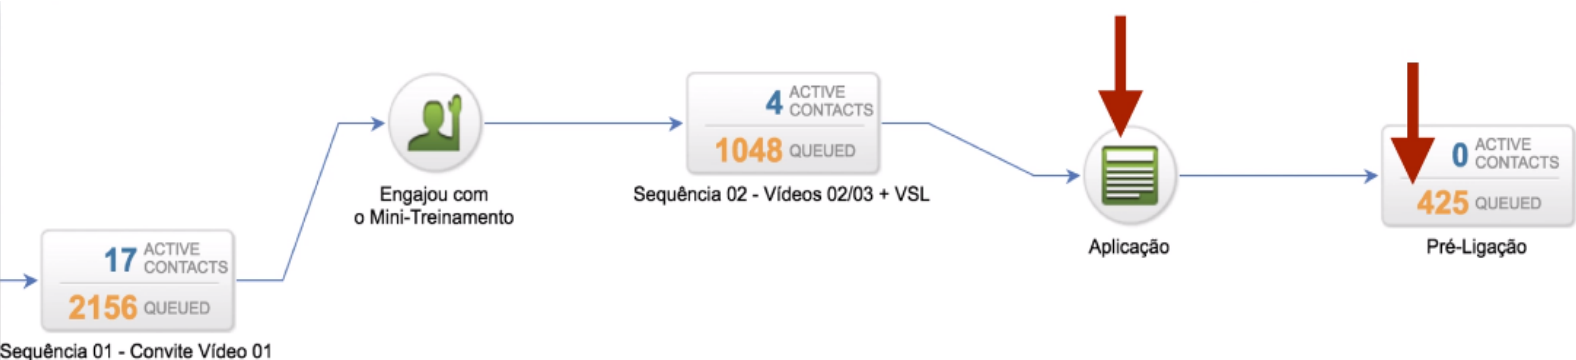 17 ACTIVE
CONTACTS
2156 QUEUED
Sequência 01 - Convite Vídeo 01
Engajou com
o Mini-Treinamento
4 ACTIVE
CONTACTS
1048 QUEUED
Sequência 02 - Vídeos 02/03 + VSL
Aplicação
0 ACTIVE
CONTACTS
425 QUEUED
Pré-Ligação